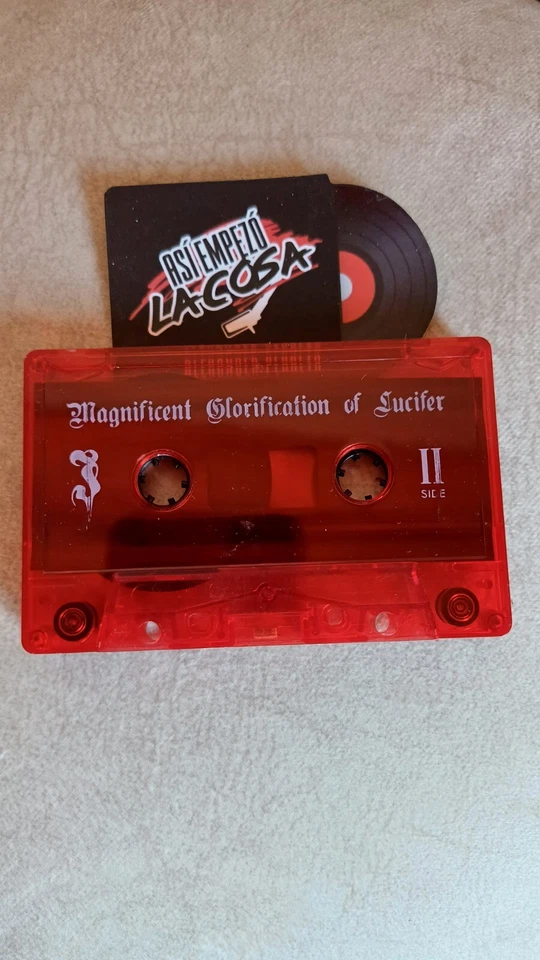 ASÍ EMPEZÓ
LA COSA
Magnificent Glorification of Lucifer
J
II
SIDE